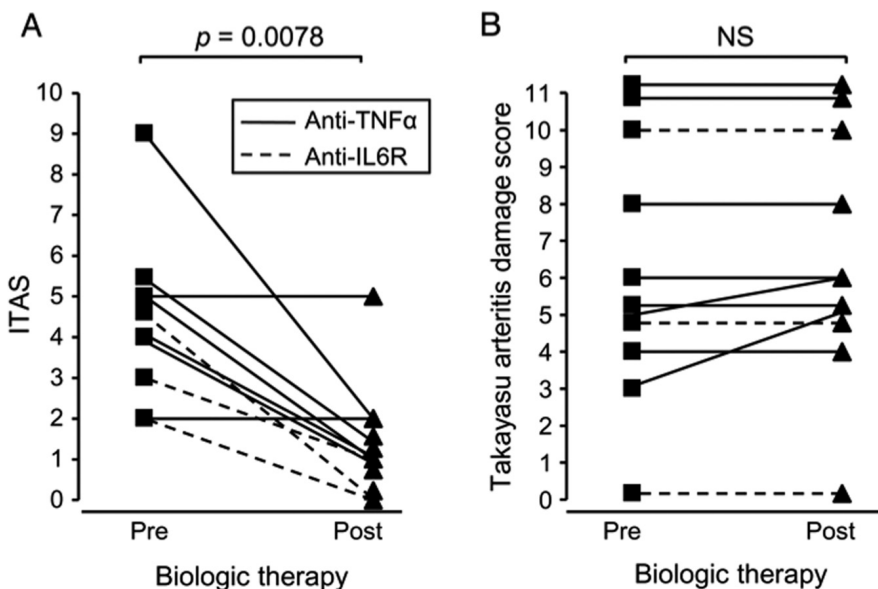 A
p = 0.0078
ITAS
10
9
8
7
6
5
4
3
2
1
0
Anti-TNFα
Anti-IL6R
Pre
Post
Biologic therapy
B
NS
Takayasu arteritis damage score
11
10
9
8
7
6
5
4
3
2
1
0
Pre
Post
Biologic therapy